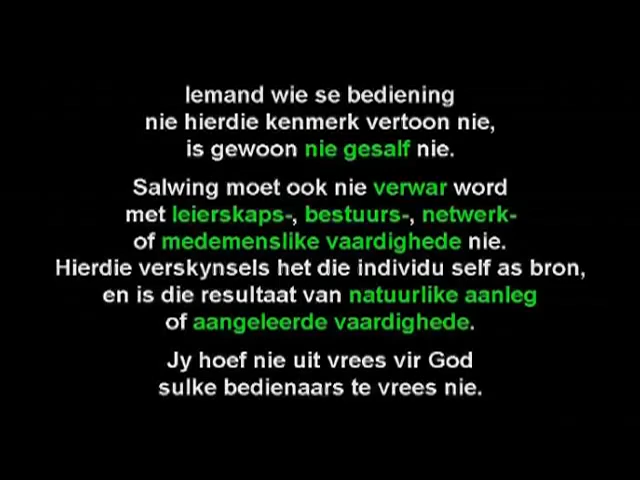 Iemand wie se bediening
nie hierdie kenmerk vertoon nie,
is gewoon nie gesalf nie.
Salwing moet ook nie verwar word
met leierskaps-, bestuurs-, netwerk-
of medemenslike vaardighede nie.
Hierdie verskynsels het die individu self as bron,
en is die resultaat van natuurlike aanleg
of aangeleerde vaardighede.
Jy hoef nie uit vrees vir God
sulke bedienaars te vrees nie.